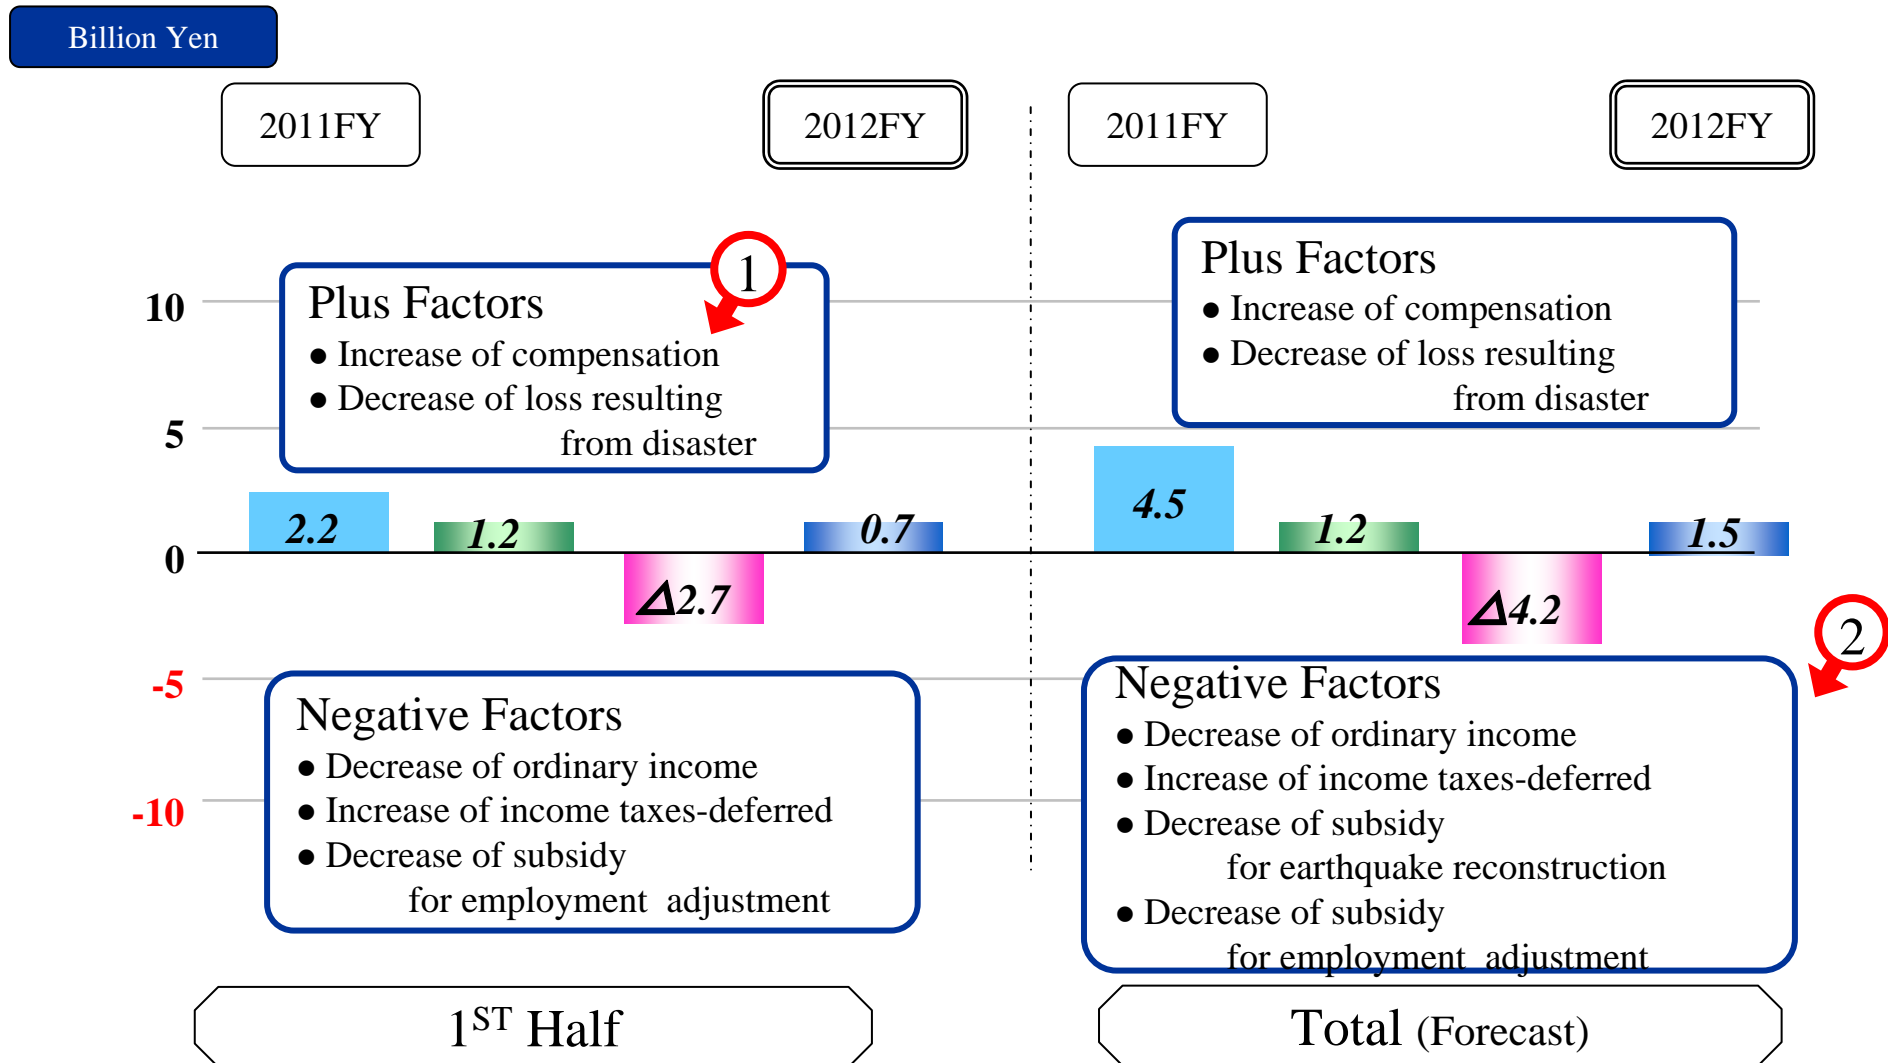 Billion Yen
2011FY
2012FY
2011FY
2012FY
10
5
0
-5
-10
1
Plus Factors
● Increase of compensation
● Decrease of loss resulting
from disaster
2.2
1.2
Δ2.7
0.7
Negative Factors
● Decrease of ordinary income
● Increase of income taxes-deferred
● Decrease of subsidy
for employment adjustment
1ST Half
Plus Factors
● Increase of compensation
● Decrease of loss resulting
from disaster
4.5
1.2
Δ4.2
1.5
2
Negative Factors
● Decrease of ordinary income
● Increase of income taxes-deferred
● Decrease of subsidy
for earthquake reconstruction
● Decrease of subsidy
for employment adjustment
Total (Forecast)